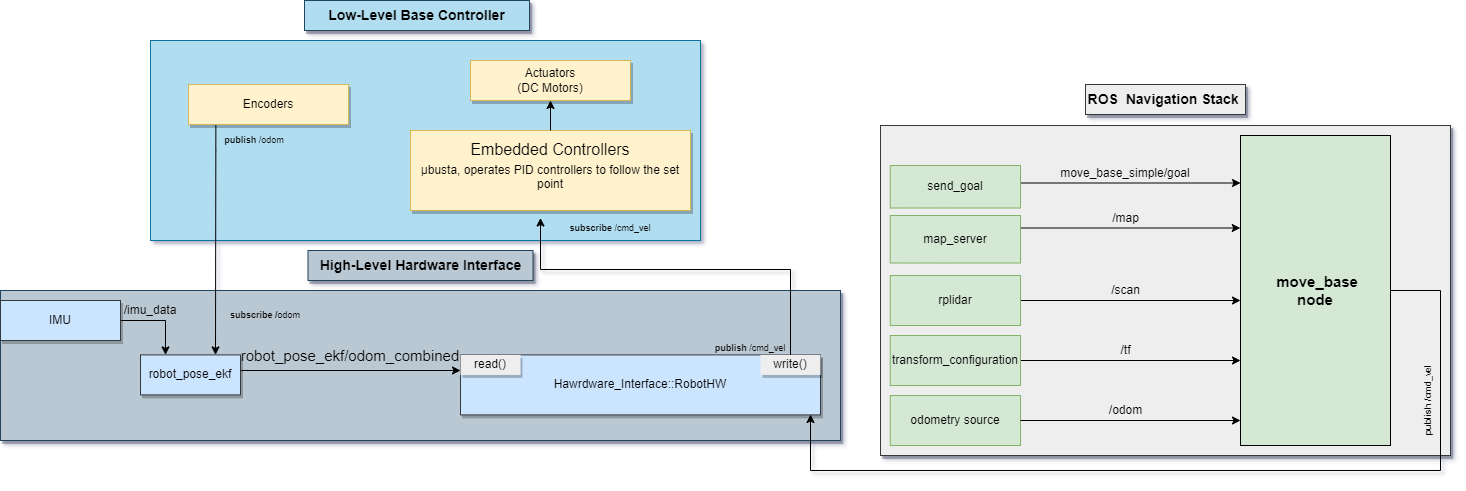 Low-Level Base Controller
Encoders
publish /odom
Actuators
(DC Motors)
Embedded Controllers
μbusta, operates PID controllers to follow the set
point
subscribe /cmd_vel
High-Level Hardware Interface
IMU
/imu_data
subscribe /odom
robot_pose_ekf
robot_pose_ekf/odom_combined
read()
publish /cmd_vel
write()
Hawrdware_Interface::RobotHW
ROS Navigation Stack
send_goal
move_base_simple/goal
map_server
/map
rplidar
/scan
transform_configuration
/tf
odometry source
/odom
move_base
node
publish /cmd_vel